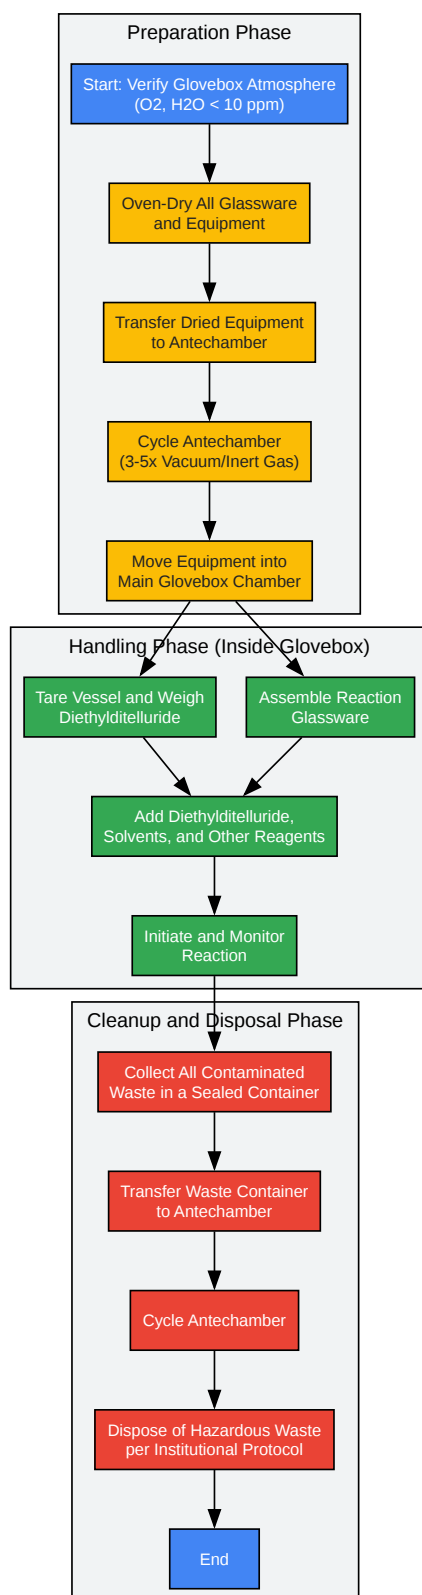 Preparation Phase
Start: Verify Glovebox Atmosphere
(O2, H2O < 10 ppm)
Oven-Dry All Glassware
and Equipment
Transfer Dried Equipment
to Antechamber
Cycle Antechamber
(3-5x Vacuum/Inert Gas)
Move Equipment into
Main Glovebox Chamber
Handling Phase (Inside Glovebox)
Tare Vessel and Weigh
Diethylditelluride
Assemble Reaction
Glassware
Add Diethylditelluride,
Solvents, and Other Reagents
Initiate and Monitor
Reaction
Cleanup and Disposal Phase
Collect All Contaminated
Waste in a Sealed Container
Transfer Waste Container
to Antechamber
Cycle Antechamber
Dispose of Hazardous Waste
per Institutional Protocol
End